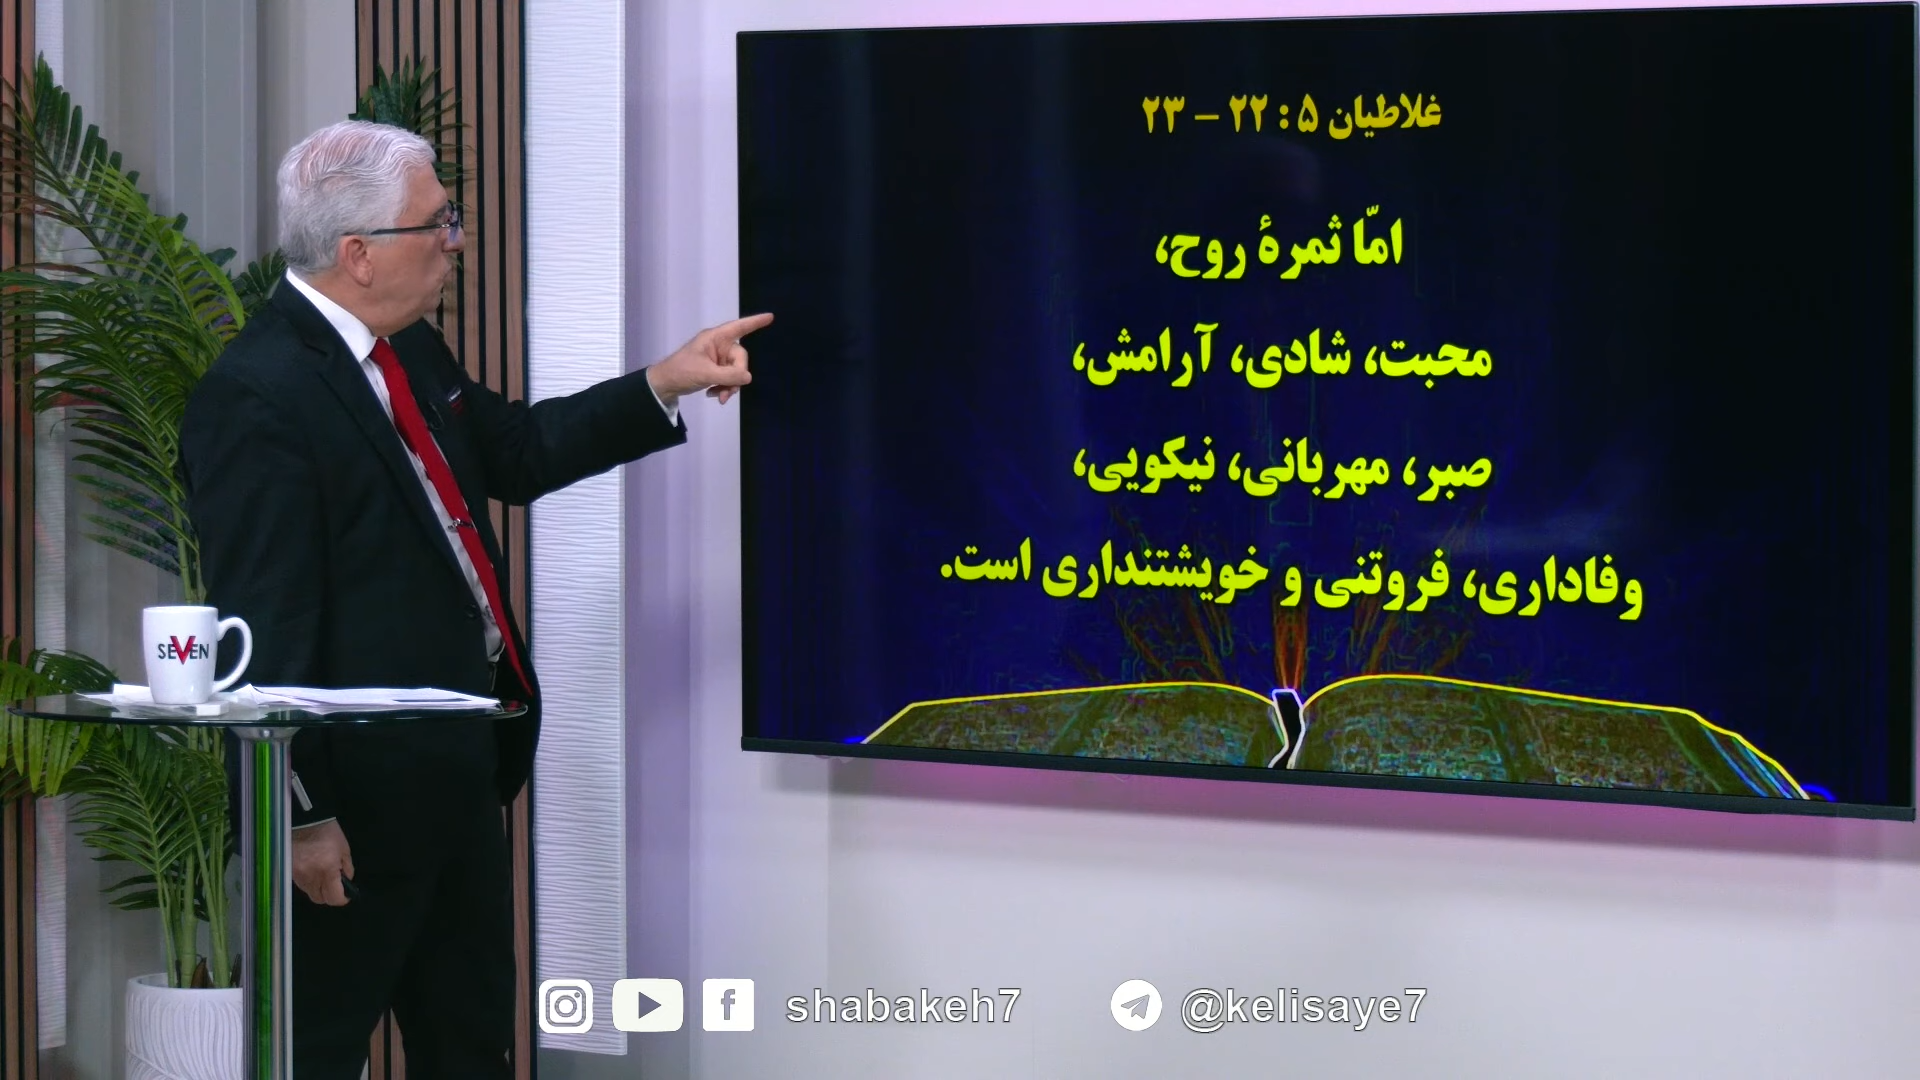 غلاطیان ۵ : ۲۲ – ۲۳
امّا ثمرهٔ روح،
محبت، شادی، آرامش،
صبر، مهربانی، نیکویی،
وفاداری، فروتنی و خویشتنداری است.
SEVEN
shabakeh7
@kelisaye7